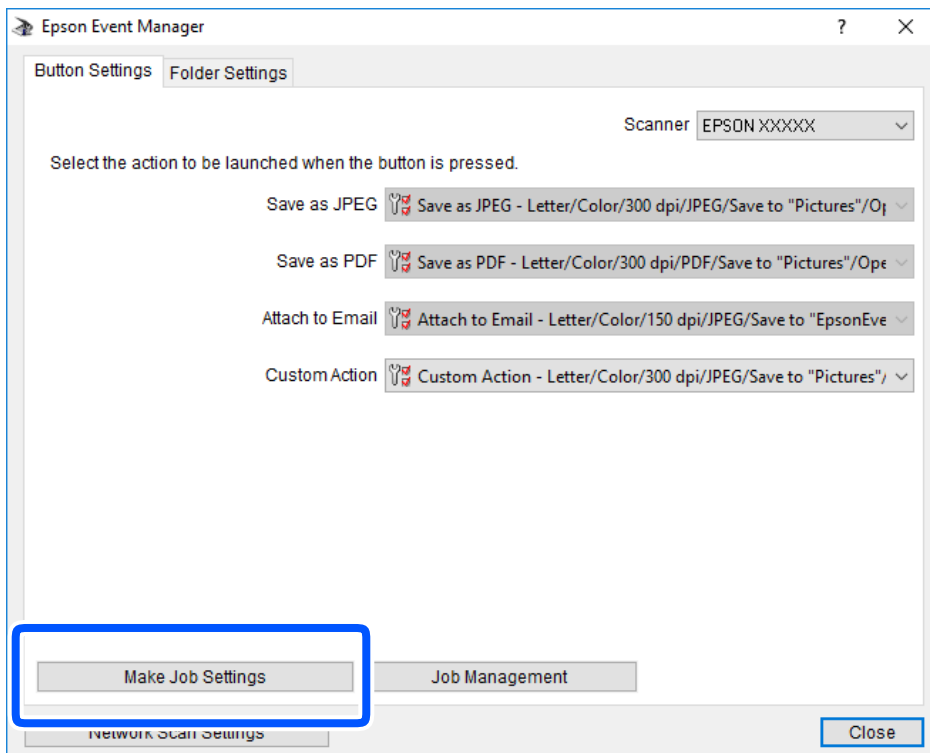 Epson Event Manager
Button Settings
Folder Settings
Scanner EPSON XXXXX
Select the action to be launched when the button is pressed.
Save as JPEG Save as JPEG - Letter/Color/300 dpi/JPEG/Save to "Pictures"/Op
Save as PDF Save as PDF - Letter/Color/300 dpi/PDF/Save to "Pictures"/Ope
Attach to Email Attach to Email - Letter/Color/150 dpi/JPEG/Save to "EpsonEve
Custom Action Custom Action - Letter/Color/300 dpi/JPEG/Save to "Pictures"/
Make Job Settings
Job Management
Network Scan Settings
Close